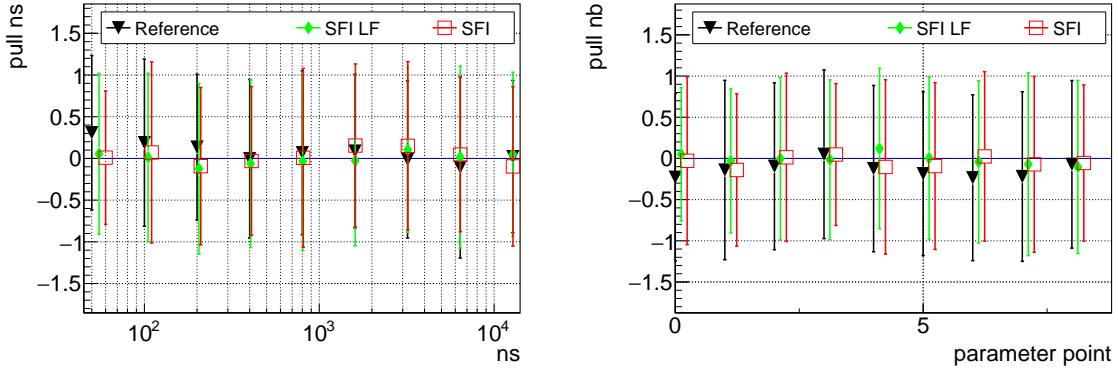 pull ns
Reference SFI LF SFI
1.5
1
0.5
0
−0.5
−1
−1.5
10² 10³ 10⁴
ns
pull nb
Reference SFI LF SFI
1.5
1
0.5
0
−0.5
−1
−1.5
0 5
parameter point